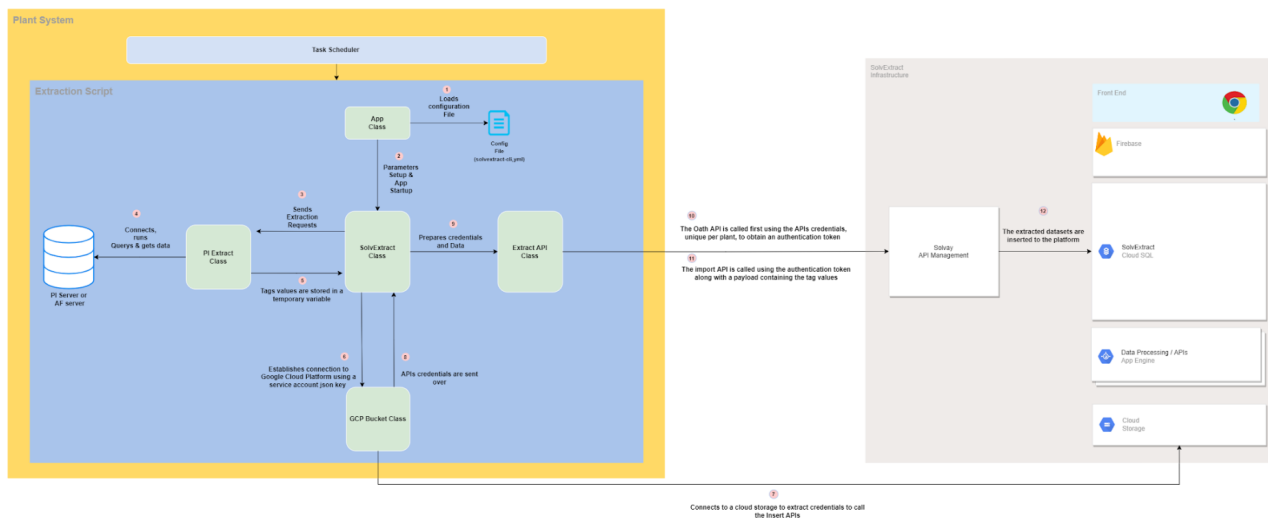 Plant System
Task Scheduler
Extraction Script
1
Loads
configuration
File
App
Class
Config
File
(solvextract-cli.yml)
2
Parameters
Setup &
App
Startup
3
Sends
Extraction
Requests
4
Connects,
runs
Querys & gets data
PI Extract
Class
SolvExtract
Class
9
Prepares credentials
and Data
Extract API
Class
5
Tags values are stored in a
temporary variable
PI Server or
AF server
6
Establishes connection to
Google Cloud Platform using a
service account json key
8
APIs credentials are sent
over
GCP Bucket Class
10
The Oath API is called first using the APIs credentials,
unique per plant, to obtain an authentication token
11
The import API is called using the authentication token
along with a payload containing the tag values
7
Connects to a cloud storage to extract credentials to call
the Insert APIs
SolvExtract
Infrastructure
Solvay
API Management
12
The extracted datasets are
inserted to the platform
Front End
Firebase
SolvExtract
Cloud SQL
Data Processing / APIs
App Engine
Cloud
Storage